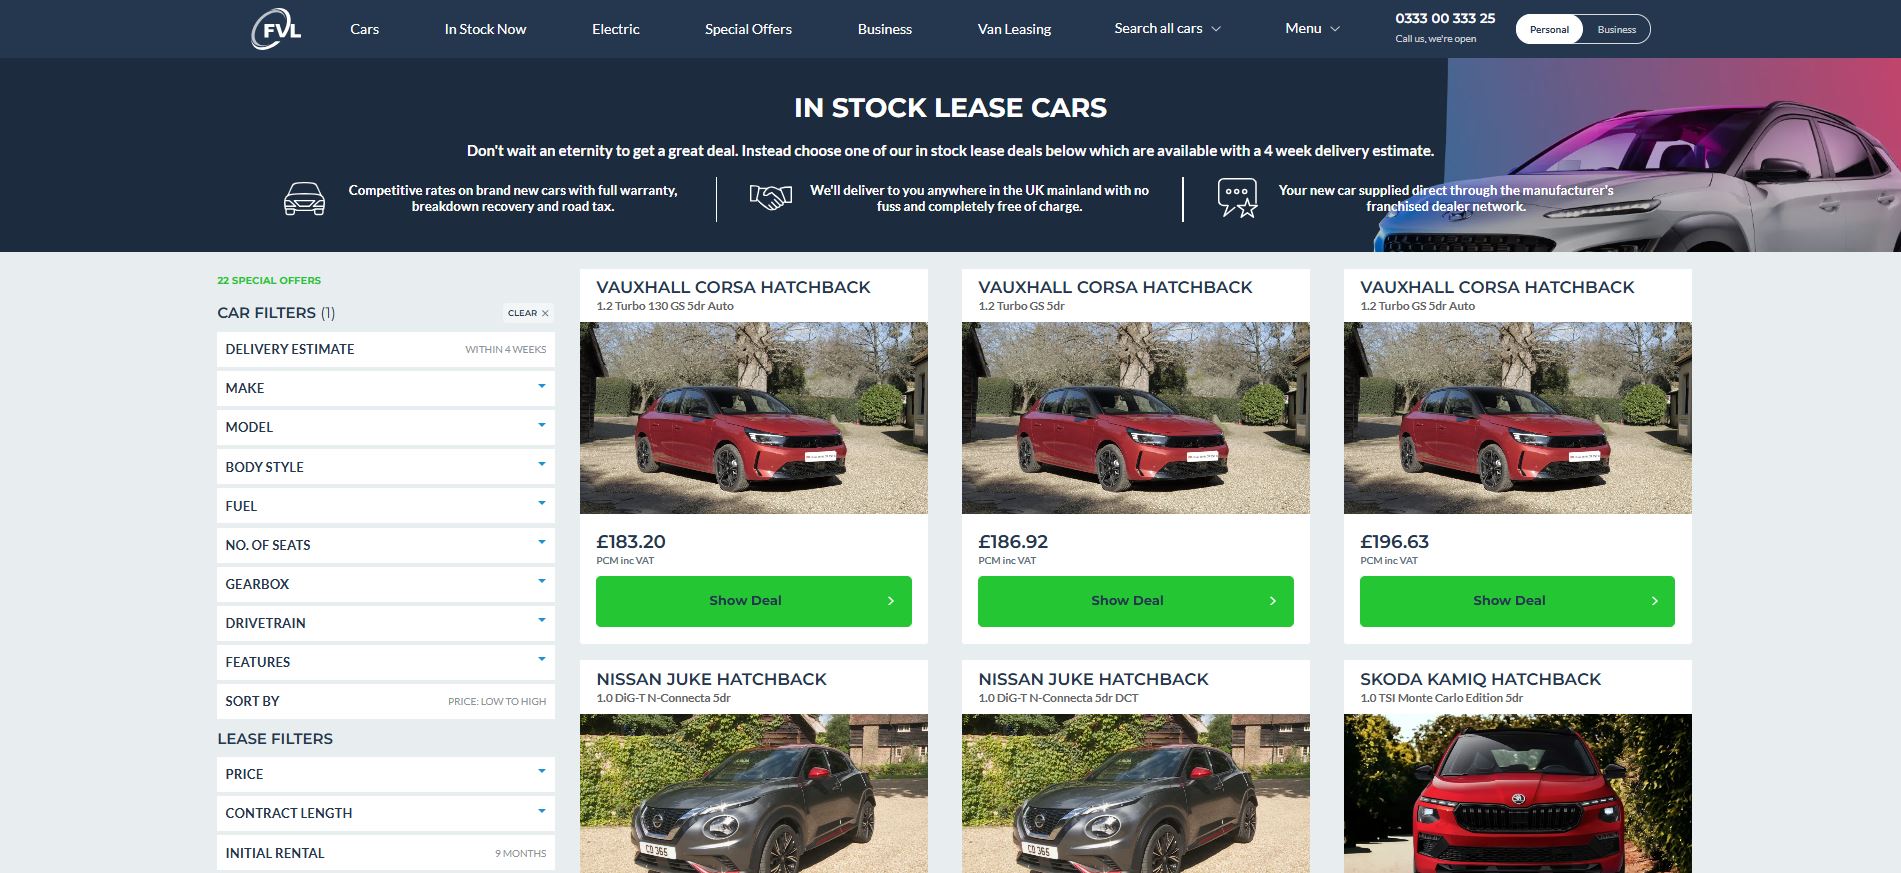 FVL
Cars
In Stock Now
Electric
Special Offers
Business
Van Leasing
Search all cars
Menu
0333 00 333 25
Call us, we're open
Personal
Business
IN STOCK LEASE CARS
Don't wait an eternity to get a great deal. Instead choose one of our in stock lease deals below which are available with a 4 week delivery estimate.
Competitive rates on brand new cars with full warranty,
breakdown recovery and road tax.
We'll deliver to you anywhere in the UK mainland with no
fuss and completely free of charge.
Your new car supplied direct through the manufacturer's
franchised dealer network.
22 SPECIAL OFFERS
CAR FILTERS (1)
CLEAR ×
DELIVERY ESTIMATE
WITHIN 4 WEEKS
MAKE
MODEL
BODY STYLE
FUEL
NO. OF SEATS
GEARBOX
DRIVETRAIN
FEATURES
SORT BY
PRICE: LOW TO HIGH
LEASE FILTERS
PRICE
CONTRACT LENGTH
INITIAL RENTAL
9 MONTHS
VAUXHALL CORSA HATCHBACK
1.2 Turbo 130 GS 5dr Auto
£183.20
PCM inc VAT
Show Deal
VAUXHALL CORSA HATCHBACK
1.2 Turbo GS 5dr
£186.92
PCM inc VAT
Show Deal
VAUXHALL CORSA HATCHBACK
1.2 Turbo GS 5dr Auto
£196.63
PCM inc VAT
Show Deal
NISSAN JUKE HATCHBACK
1.0 DiG-T N-Connecta 5dr
CO 365
NISSAN JUKE HATCHBACK
1.0 DiG-T N-Connecta 5dr DCT
CO 365
SKODA KAMIQ HATCHBACK
1.0 TSI Monte Carlo Edition 5dr